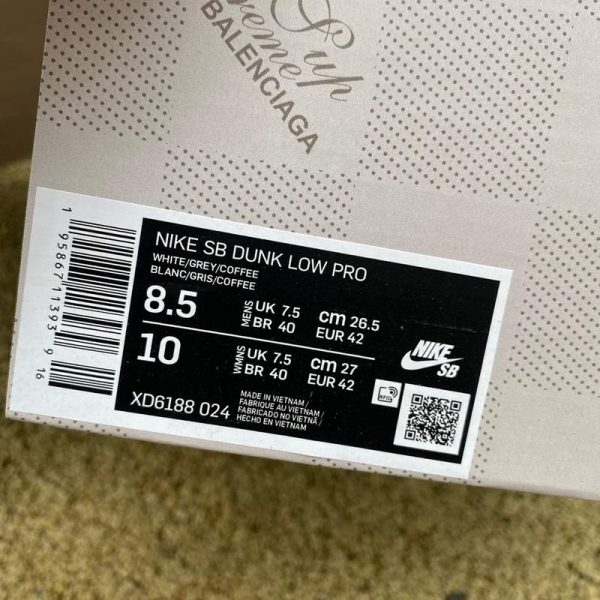 Sup
reme
BALENCIAGA
1 95867 11393 9 16
NIKE SB DUNK LOW PRO
WHITE/GREY/COFFEE
BLANC/GRIS/COFFEE
8.5 MENS UK 7.5 cm 26.5
BR 40 EUR 42
10 WMNS UK 7.5 cm 27
BR 40 EUR 42
NIKE
SB
XD6188 024
MADE IN VIETNAM/
FABRIQUE AU VIETNAM/
FABRICADO NO VIETNÃ/
HECHO EN VIETNAM
RFID